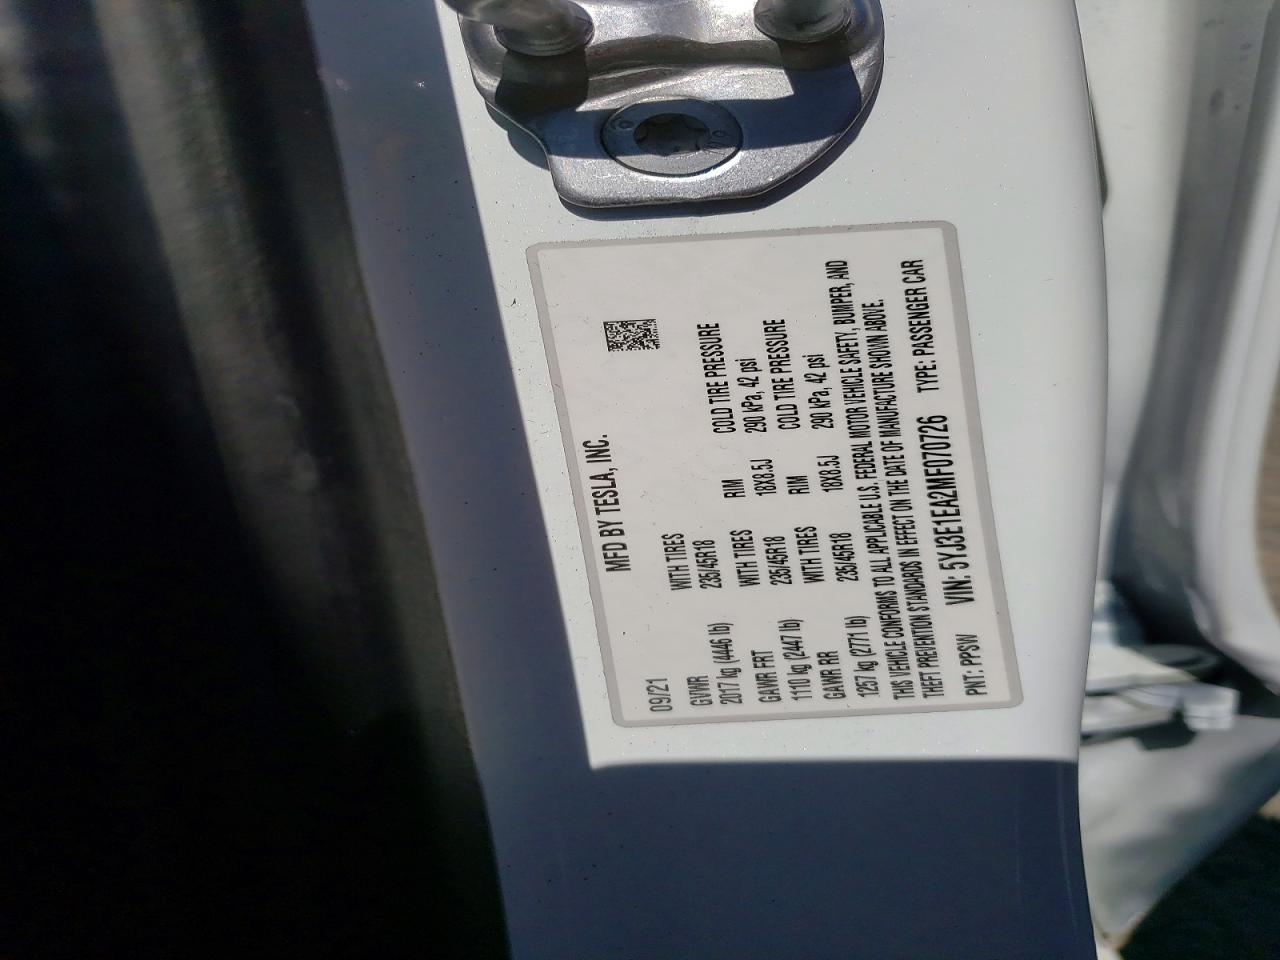 MFD BY TESLA, INC.
09/21
GVWR WITH TIRES RIM COLD TIRE PRESSURE
2017 kg (4446 lb) 235/45R18 18X8.5J 290 kPa, 42 psi
GAWR FRT WITH TIRES RIM COLD TIRE PRESSURE
1110 kg (2447 lb) 235/45R18 18X8.5J 290 kPa, 42 psi
GAWR RR WITH TIRES
1257 kg (2771 lb) 235/45R18
THIS VEHICLE CONFORMS TO ALL APPLICABLE U.S. FEDERAL MOTOR VEHICLE SAFETY, BUMPER, AND
THEFT PREVENTION STANDARDS IN EFFECT ON THE DATE OF MANUFACTURE SHOWN ABOVE.
PNT: PPSW VIN: 5YJ3E1EA2MF070726 TYPE: PASSENGER CAR